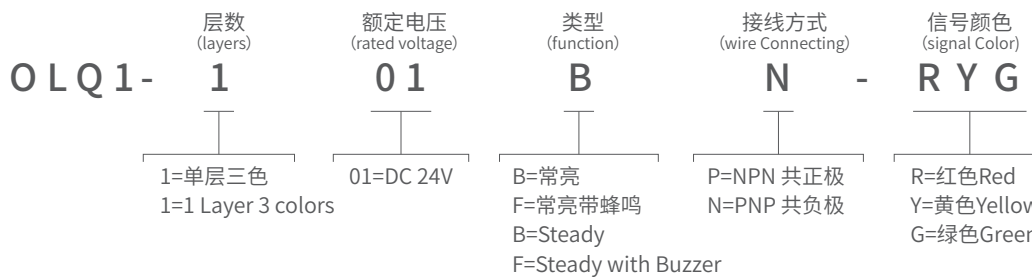 层数 额定电压 类型 接线方式 信号颜色
(layers) (rated voltage) (function) (wire Connecting) (signal Color)
OLQ1- 1 01 B N - RYG
1=单层三色
1=1 Layer 3 colors
01=DC 24V
B=常亮
F=常亮带蜂鸣
B=Steady
F=Steady with Buzzer
P=NPN 共正极
N=PNP 共负极
R=红色Red
Y=黄色Yellow
G=绿色Green